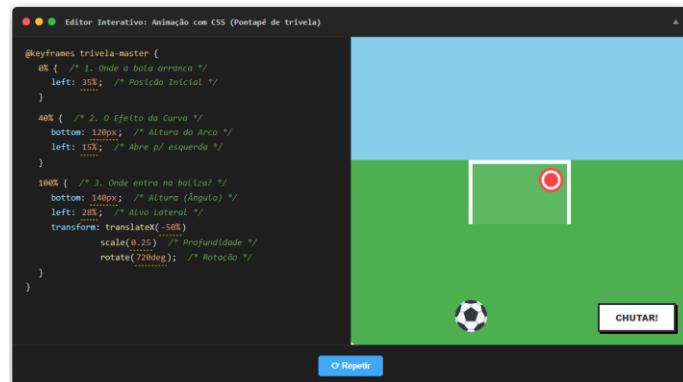 Editor Interativo: Animação com CSS (Pontapé de trivela)
@keyframes trivela-master {
0% { /* 1. Onde a bola arranca */
left: 35%; /* Posição Inicial */
}
40% { /* 2. O Efeito da Curva */
bottom: 120px; /* Altura do Arco */
left: 15%; /* Abre p/ esquerda */
}
100% { /* 3. Onde entra na baliza? */
bottom: 140px; /* Altura (Ângulo) */
left: 28%; /* Alvo Lateral */
transform: translateX(-50%)
scale(0.25) /* Profundidade */
rotate(720deg); /* Rotação */
}
}
CHUTAR!
⟳ Repetir